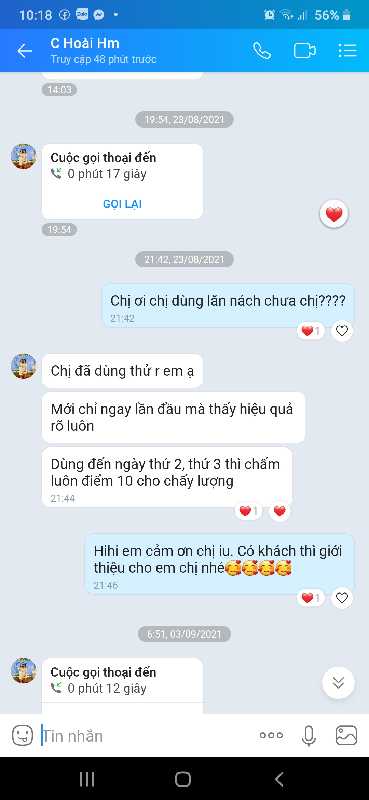 10:18
56%
C Hoài Hm
Truy cập 48 phút trước
14:03
19:54, 23/08/2021
Cuộc gọi thoại đến
0 phút 17 giây
GỌI LẠI
19:54
21:42, 23/08/2021
Chị ơi chị dùng lăn nách chưa chị????
21:42
1
Chị đã dùng thử r em ạ
Mới chỉ ngay lần đầu mà thấy hiệu quả
rõ luôn
Dùng đến ngày thứ 2, thứ 3 thì chấm
luôn điểm 10 cho chấy lượng
21:44
1
Hihi em cảm ơn chị iu. Có khách thì giới
thiệu cho em chị nhé🥰🥰🥰🥰
21:46
1
6:51, 03/09/2021
Cuộc gọi thoại đến
0 phút 12 giây
Tin nhắn